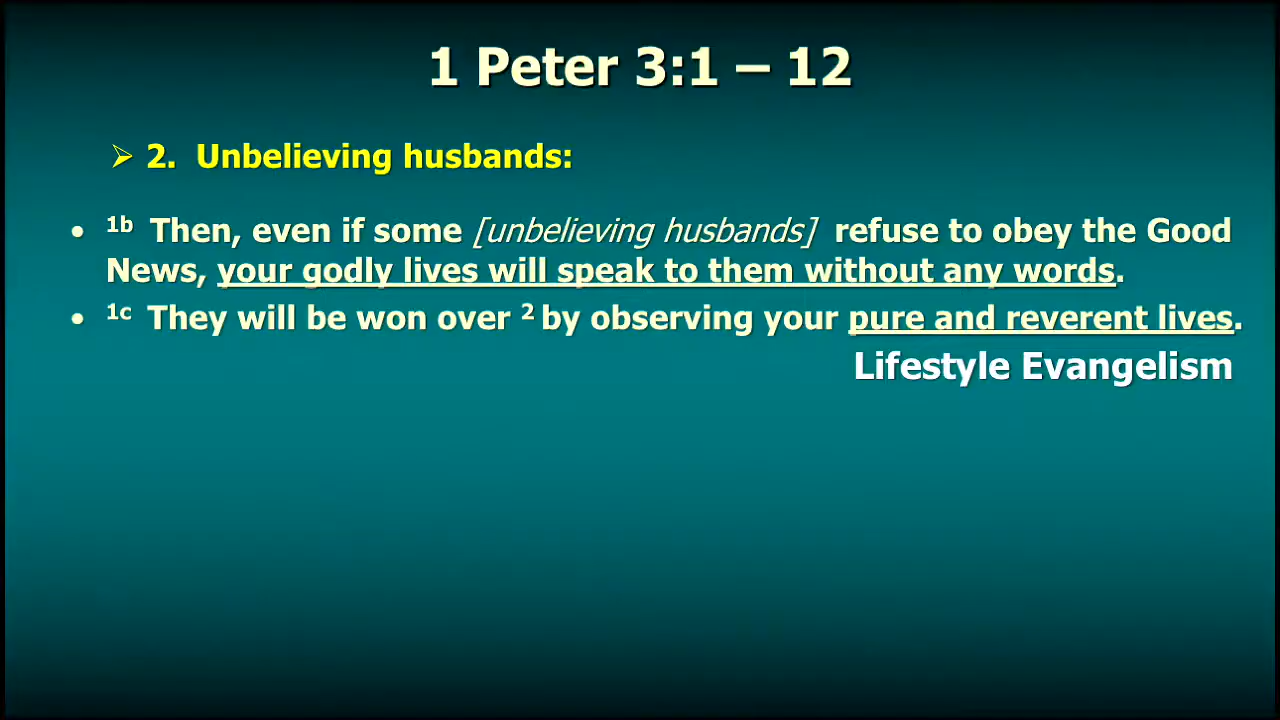 1 Peter 3:1 – 12
➢ 2. Unbelieving husbands:
• 1b Then, even if some [unbelieving husbands] refuse to obey the Good
News, your godly lives will speak to them without any words.
• 1c They will be won over 2 by observing your pure and reverent lives.
Lifestyle Evangelism